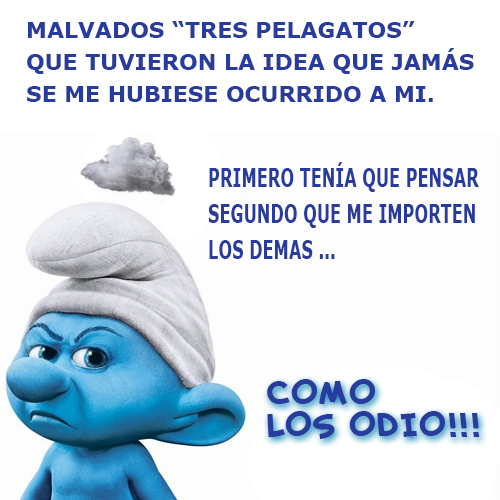 MALVADOS “TRES PELAGATOS”
QUE TUVIERON LA IDEA QUE JAMÁS
SE ME HUBIESE OCURRIDO A MI.
PRIMERO TENÍA QUE PENSAR
SEGUNDO QUE ME IMPORTEN
LOS DEMAS ...
COMO
LOS ODIO!!!